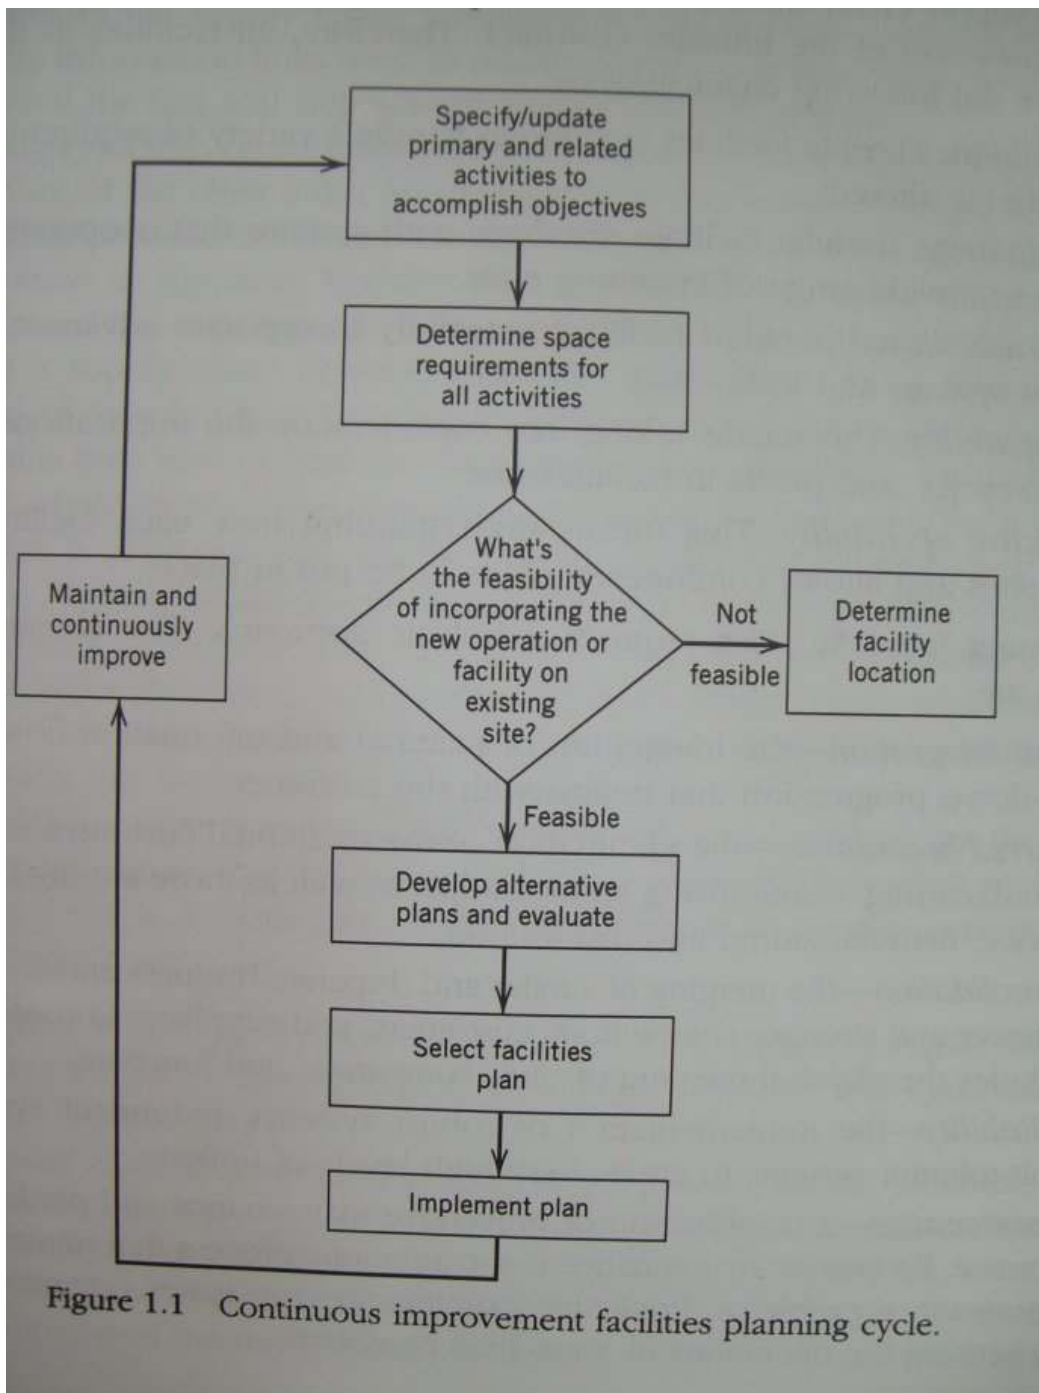 Specify/update
primary and related
activities to
accomplish objectives
Determine space
requirements for
all activities
What's
the feasibility
of incorporating the
new operation or
facility on
existing
site?
Not
feasible
Determine
facility
location
Maintain and
continuously
improve
Feasible
Develop alternative
plans and evaluate
Select facilities
plan
Implement plan
Figure 1.1 Continuous improvement facilities planning cycle.